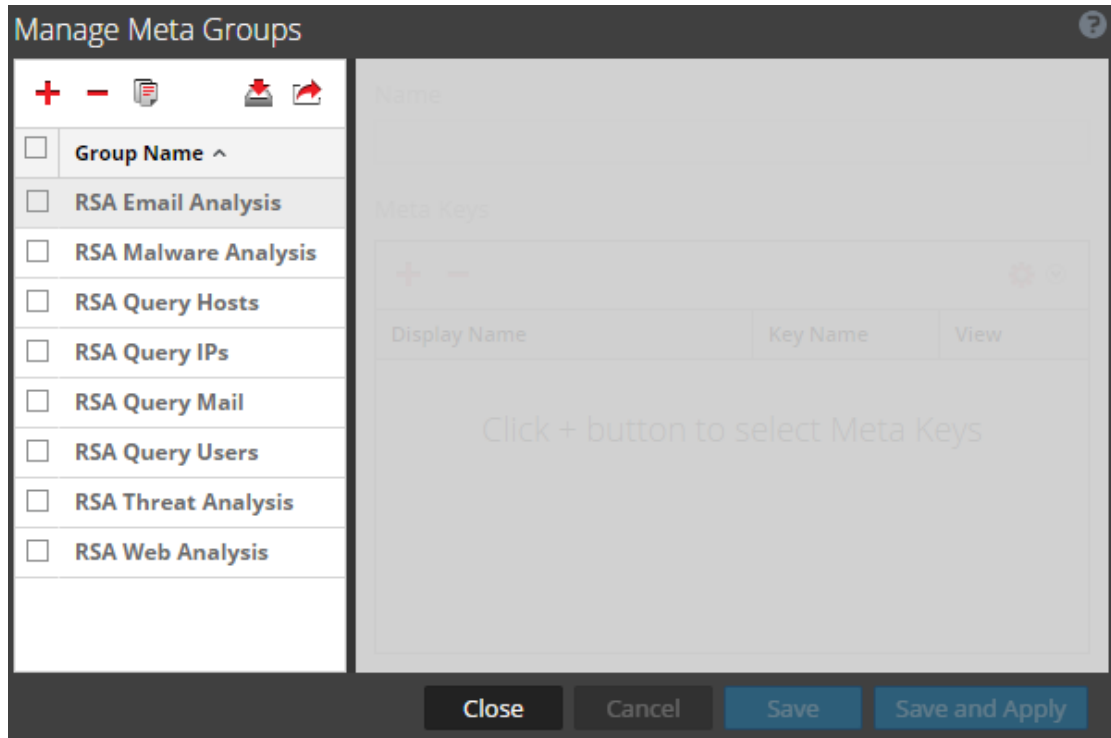 Manage Meta Groups
Group Name
RSA Email Analysis
RSA Malware Analysis
RSA Query Hosts
RSA Query IPs
RSA Query Mail
RSA Query Users
RSA Threat Analysis
RSA Web Analysis
Name
Meta Keys
Display Name Key Name View
Click + button to select Meta Keys
Close Cancel Save Save and Apply